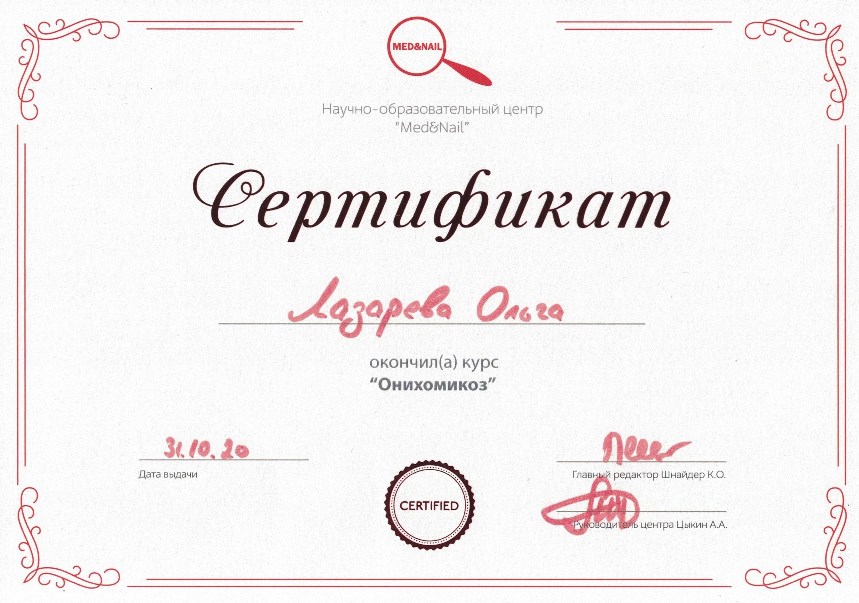 MED&NAIL
Научно-образовательный центр
"Med&Nail"
Сертификат
Лазарева Ольга
окончил(а) курс
“Онихомикоз”
31.10.20
Дата выдачи
Главный редактор Шнайдер К.О.
CERTIFIED
Руководитель центра Цыкин А.А.